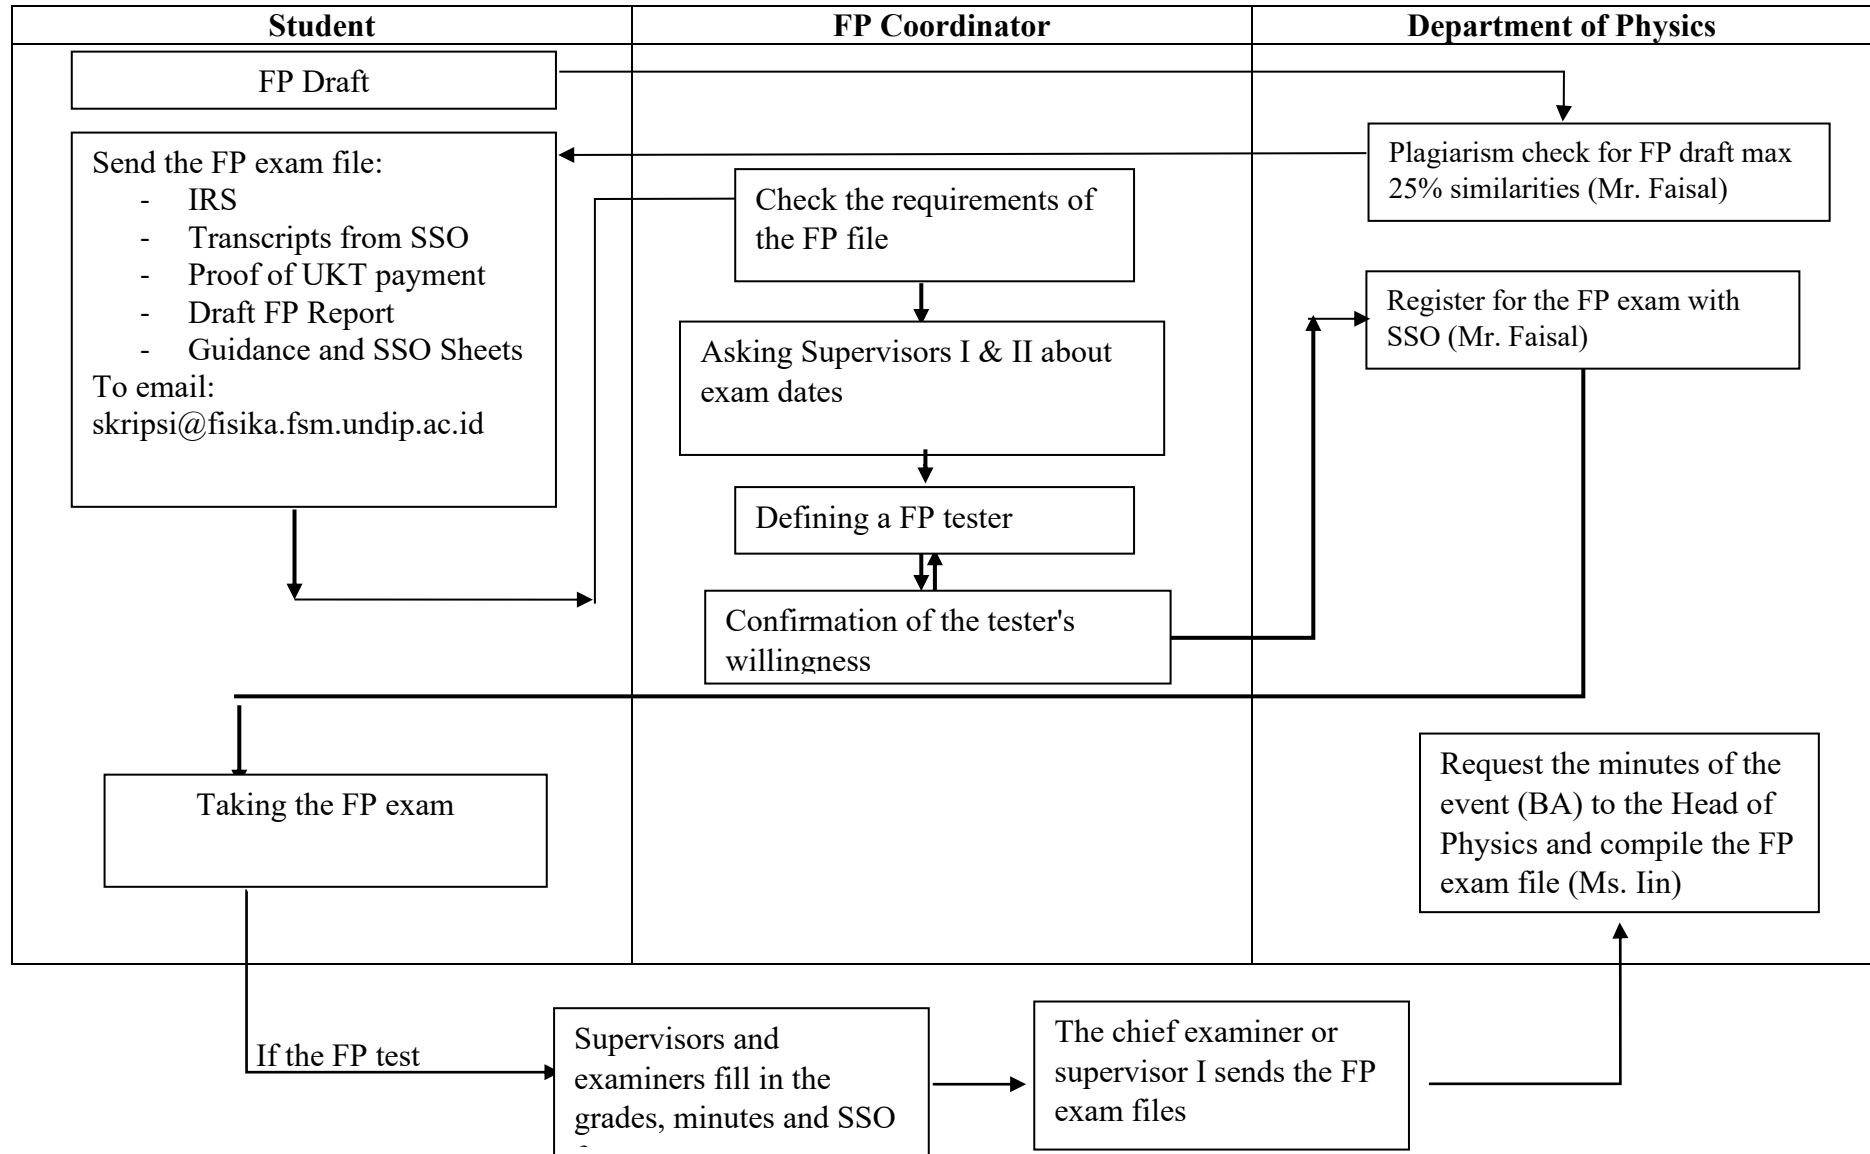 Student
FP Coordinator
Department of Physics
FP Draft
Plagiarism check for FP draft max
25% similarities (Mr. Faisal)
Send the FP exam file:
- IRS
- Transcripts from SSO
- Proof of UKT payment
- Draft FP Report
- Guidance and SSO Sheets
To email:
skripsi@fisika.fsm.undip.ac.id
Check the requirements of
the FP file
Asking Supervisors I & II about
exam dates
Defining a FP tester
Confirmation of the tester's
willingness
Register for the FP exam with
SSO (Mr. Faisal)
Taking the FP exam
If the FP test
Supervisors and
examiners fill in the
grades, minutes and SSO
The chief examiner or
supervisor I sends the FP
exam files
Request the minutes of the
event (BA) to the Head of
Physics and compile the FP
exam file (Ms. Iin)